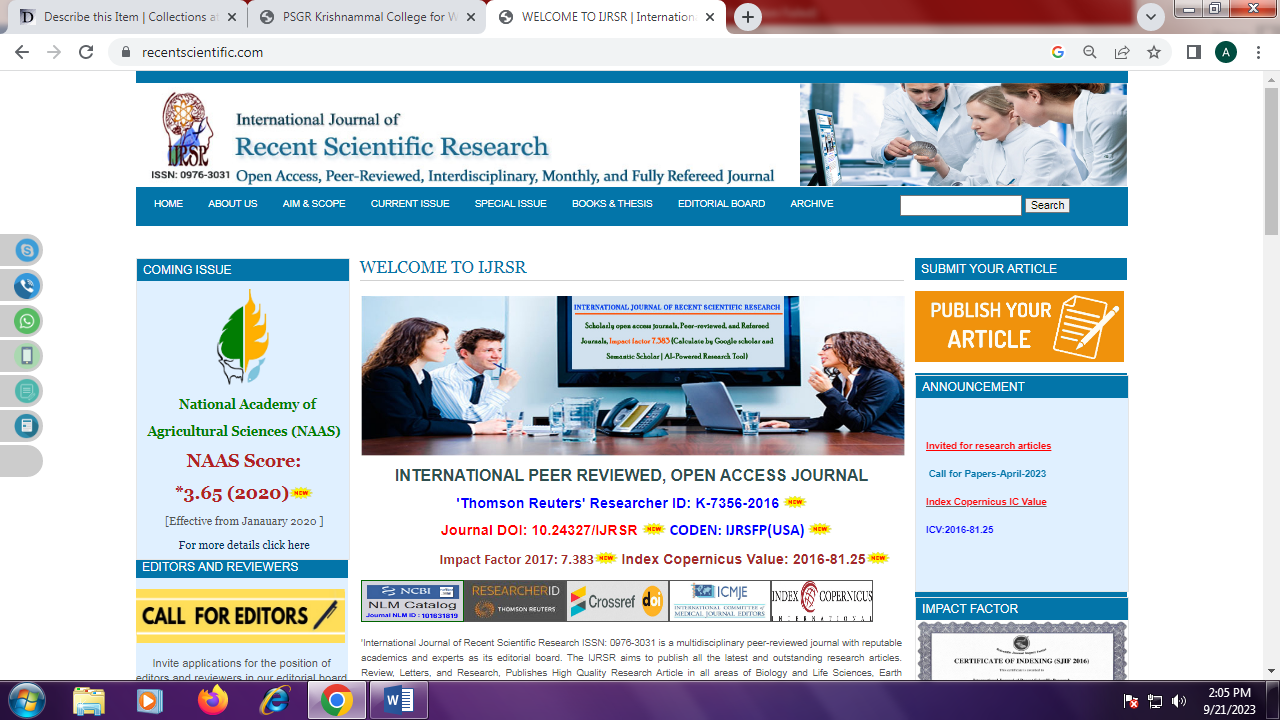 Describe this Item | Collections at
PSGR Krishnammal College for W
WELCOME TO IJRSR | Internation
recentscientific.com
A
IJRSR
ISSN: 0976-3031
International Journal of
Recent Scientific Research
Open Access, Peer-Reviewed, Interdisciplinary, Monthly, and Fully Refereed Journal
HOME ABOUT US AIM & SCOPE CURRENT ISSUE SPECIAL ISSUE BOOKS & THESIS EDITORIAL BOARD ARCHIVE Search
COMING ISSUE
National Academy of
Agricultural Sciences (NAAS)
NAAS Score:
*3.65 (2020) NEW
[Effective from Janauary 2020 ]
For more details click here
EDITORS AND REVIEWERS
CALL FOR EDITORS
Invite applications for the position of
editors and reviewers in our editorial board
WELCOME TO IJRSR
INTERNATIONAL JOURNAL OF RECENT SCIENTIFIC RESEARCH
Scholarly open access journals, Peer-reviewed, and Refereed
Journals, Impact factor 7.383 (Calculate by Google scholar and
Semantic Scholar | AI-Powered Research Tool)
INTERNATIONAL PEER REVIEWED, OPEN ACCESS JOURNAL
'Thomson Reuters' Researcher ID: K-7356-2016 NEW
Journal DOI: 10.24327/IJRSR NEW CODEN: IJRSFP(USA) NEW
Impact Factor 2017: 7.383 NEW Index Copernicus Value: 2016-81.25 NEW
NCBI
NLM Catalog
Journal NLM ID : 101631819
RESEARCHERID
THOMSON REUTERS
Crossref doi
ICMJE
INTERNATIONAL COMMITTEE of
MEDICAL JOURNAL EDITORS
INDEX COPERNICUS
INTERNATIONAL
'International Journal of Recent Scientific Research ISSN: 0976-3031 is a multidisciplinary peer-reviewed journal with reputable
academics and experts as its editorial board. The IJRSR aims to publish all the latest and outstanding research articles.
Review, Letters, and Research, Publishes High Quality Research Article in all areas of Biology and Life Sciences, Earth
SUBMIT YOUR ARTICLE
PUBLISH YOUR
ARTICLE
ANNOUNCEMENT
Invited for research articles
Call for Papers-April-2023
Index Copernicus IC Value
ICV:2016-81.25
IMPACT FACTOR
CERTIFICATE OF INDEXING (SJIF 2016)
2:05 PM
9/21/2023